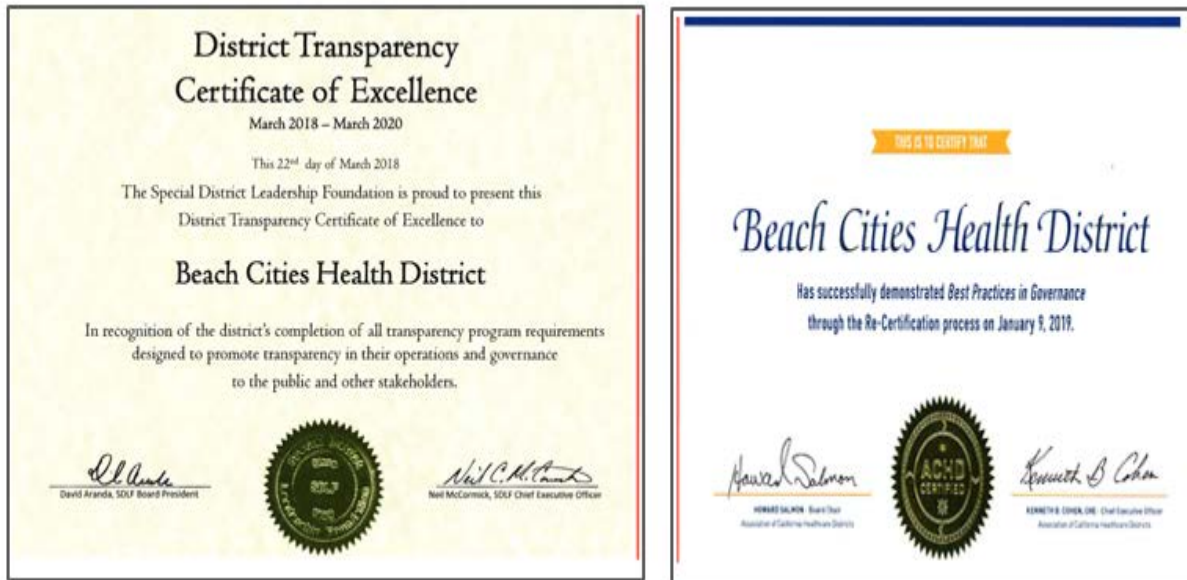 District Transparency
Certificate of Excellence
March 2018 – March 2020
This 22nd day of March 2018
The Special District Leadership Foundation is proud to present this
District Transparency Certificate of Excellence to
Beach Cities Health District
In recognition of the district's completion of all transparency program requirements
designed to promote transparency in their operations and governance
to the public and other stakeholders.
David Aranda, SDLF Board President
Neil McCormick, SDLF Chief Executive Officer
SDLF
THIS IS TO CERTIFY THAT
Beach Cities Health District
Has successfully demonstrated Best Practices in Governance
through the Re-Certification process on January 9, 2019.
Howard Salmon
Kenneth B Cohen
ACHD
CERTIFIED
HOWARD SALMON - Board Chair
Association of California Healthcare Districts
KENNETH B. COHEN, CHE - Chief Executive Officer
Association of California Healthcare Districts